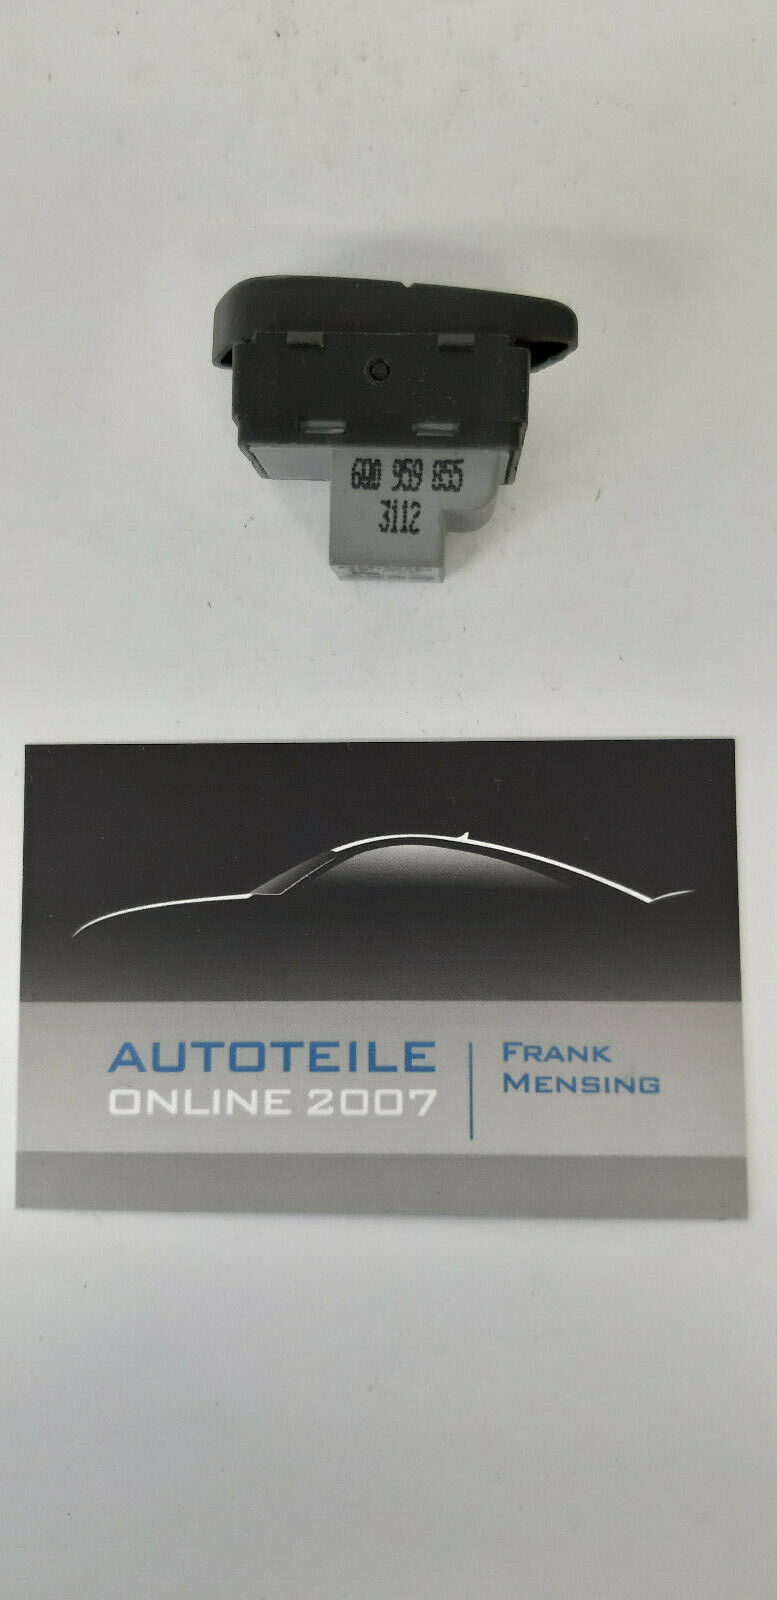 6Q0 959 855
3112
AUTOTEILE
ONLINE 2007
FRANK
MENSING